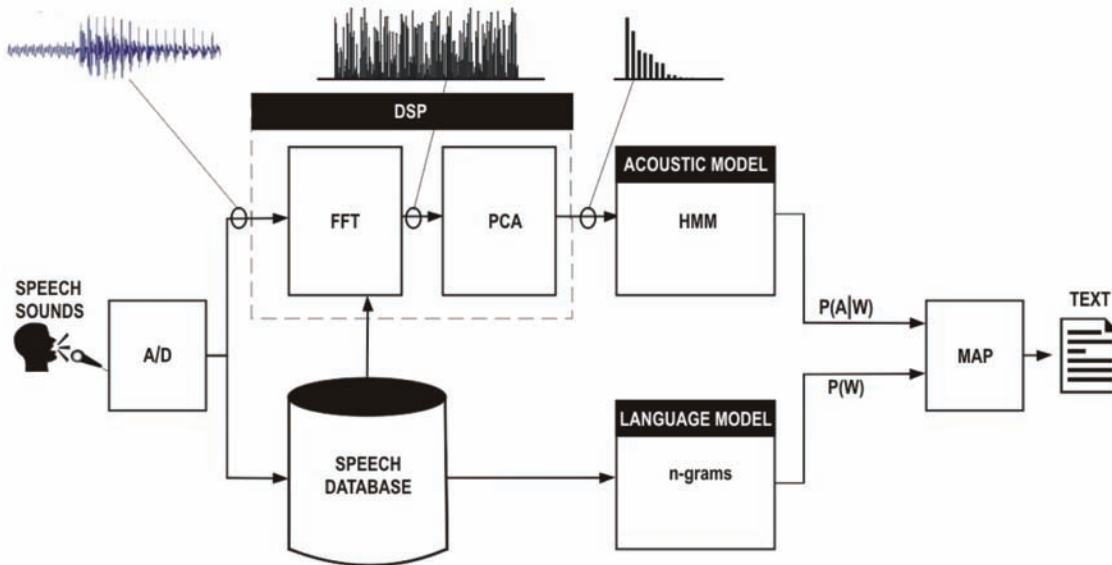 DSP
FFT
PCA
ACOUSTIC MODEL
HMM
SPEECH
SOUNDS
A/D
P(A|W)
TEXT
MAP
P(W)
SPEECH
DATABASE
LANGUAGE MODEL
n-grams